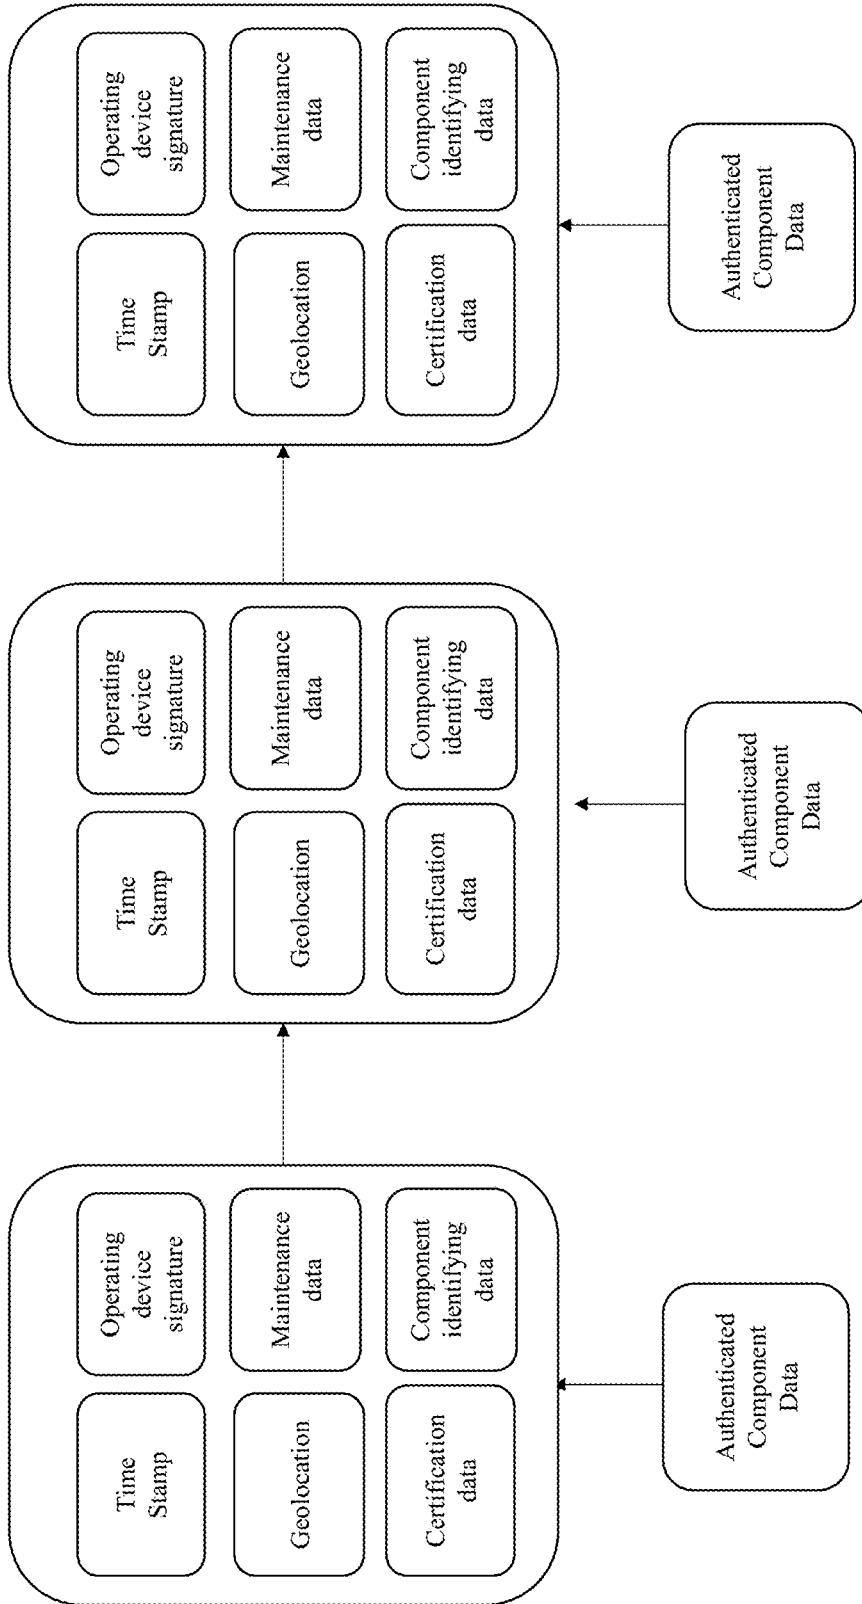 Time
Stamp
Operating
device
signature
Geolocation
Maintenance
data
Certification
data
Component
identifying
data
Authenticated
Component
Data
Time
Stamp
Operating
device
signature
Geolocation
Maintenance
data
Certification
data
Component
identifying
data
Authenticated
Component
Data
Time
Stamp
Operating
device
signature
Geolocation
Maintenance
data
Certification
data
Component
identifying
data
Authenticated
Component
Data